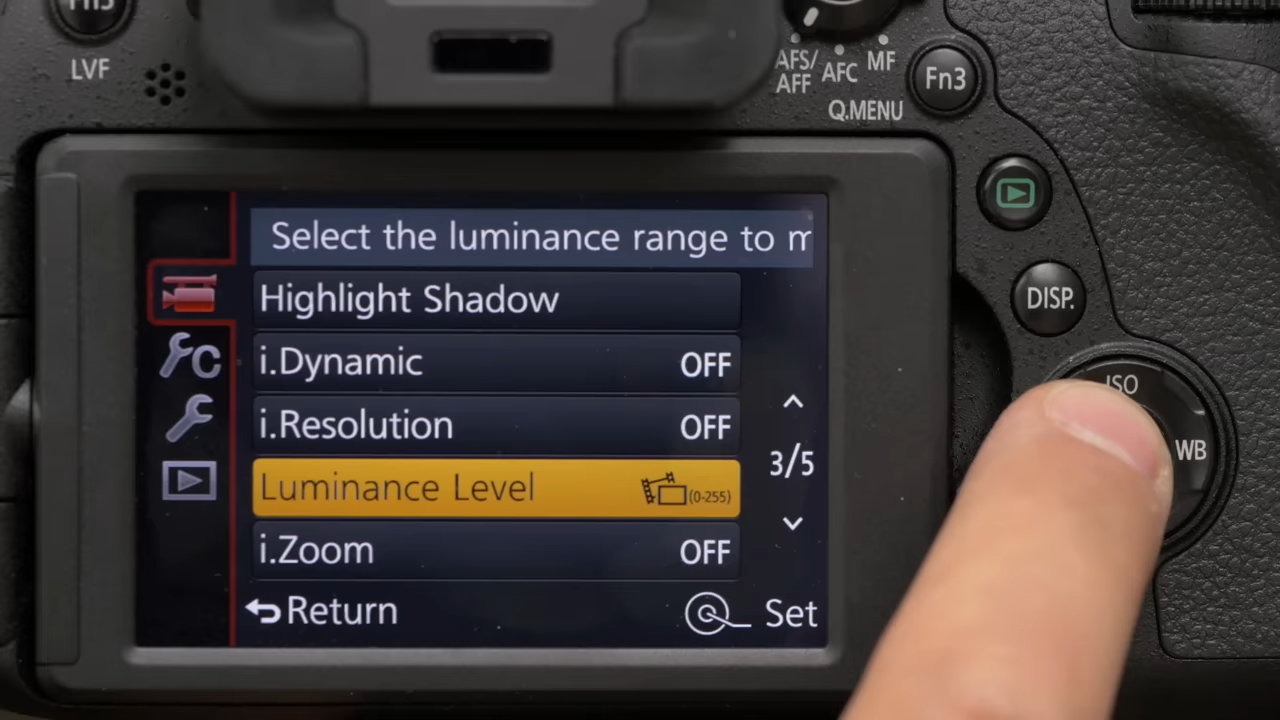 Fn3
LVF
AFS/
AFF
AFC
MF
Fn3
Q.MENU
DISP.
ISO
WB
Select the luminance range to m
Highlight Shadow
i.Dynamic OFF
i.Resolution OFF
Luminance Level (0-255)
3/5
i.Zoom OFF
Return
Set
C